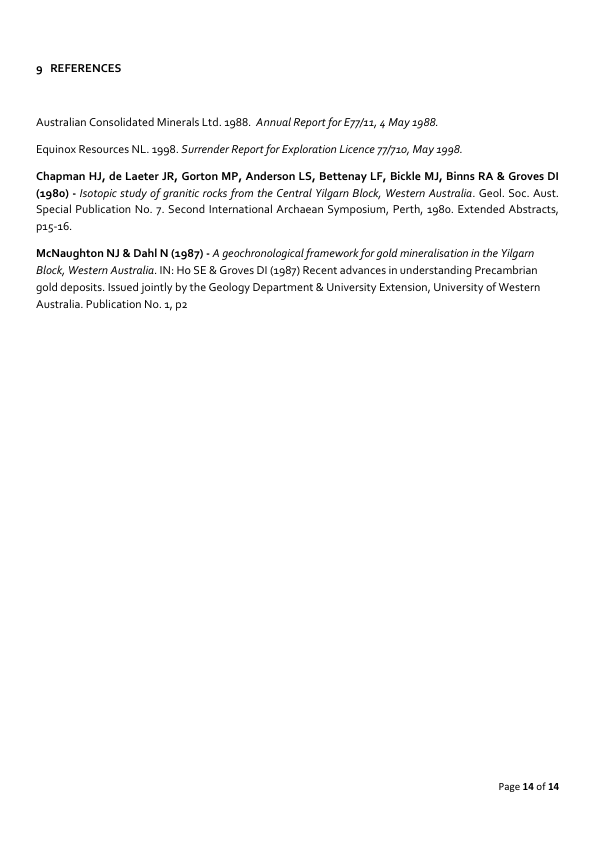 9 REFERENCES
Australian Consolidated Minerals Ltd. 1988. Annual Report for E77/11, 4 May 1988.
Equinox Resources NL. 1998. Surrender Report for Exploration Licence 77/710, May 1998.
Chapman HJ, de Laeter JR, Gorton MP, Anderson LS, Bettenay LF, Bickle MJ, Binns RA & Groves DI
(1980) - Isotopic study of granitic rocks from the Central Yilgarn Block, Western Australia. Geol. Soc. Aust.
Special Publication No. 7. Second International Archaean Symposium, Perth, 1980. Extended Abstracts,
p15-16.
McNaughton NJ & Dahl N (1987) - A geochronological framework for gold mineralisation in the Yilgarn
Block, Western Australia. IN: Ho SE & Groves DI (1987) Recent advances in understanding Precambrian
gold deposits. Issued jointly by the Geology Department & University Extension, University of Western
Australia. Publication No. 1, p2
Page 14 of 14